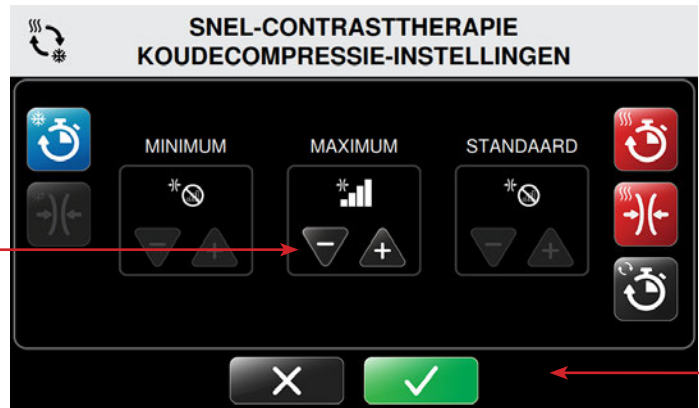 SNEL-CONTRASTTHERAPIE
KOUDECOMPRESSIE-INSTELLINGEN
MINIMUM
MAXIMUM
STANDAARD